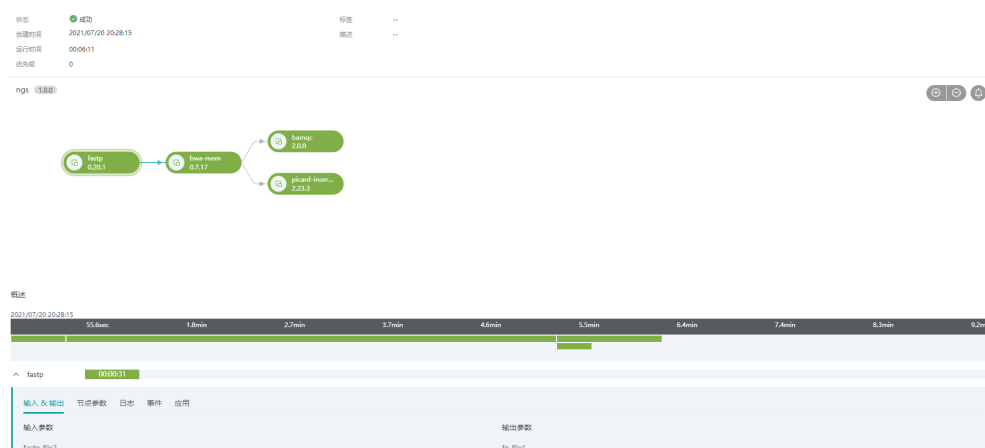 状态 成功 标签 --
创建时间 2021/07/20 20:28:15 描述 --
运行时间 00:06:11
优先级 0
ngs 1.0.0
bamqc
2.0.0
fastp
0.20.1
bwa-mem
0.7.17
picard-inser...
2.23.3
概述
2021/07/20 20:28:15
55.6sec 1.8min 2.7min 3.7min 4.6min 5.5min 6.4min 7.4min 8.3min 9.2m
fastp 00:00:31
输入 & 输出 节点参数 日志 事件 应用
输入参数 输出参数